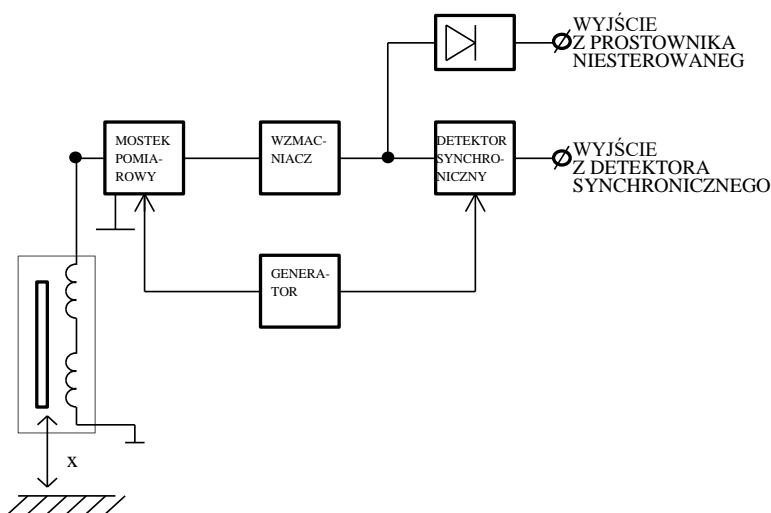 WYJŚCIE
Z PROSTOWNIKA
NIESTEROWANEG
MOSTEK
POMIA-
ROWY
WZMAC-
NIACZ
DETEKTOR
SYNCHRO-
NICZNY
WYJŚCIE
Z DETEKTORA
SYNCHRONICZNEGO
GENERA-
TOR
x